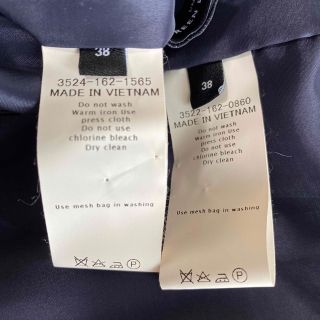 38
3524-162-1565
MADE IN VIETNAM
Do not wash
Warm iron Use
press cloth
Do not use
chlorine bleach
Dry clean
Use mesh bag in washing
P
38
3522-162-0860
MADE IN VIETNAM
Do not wash
Warm iron Use
press cloth
Do not use
chlorine bleach
Dry clean
Use mesh bag in washing
P